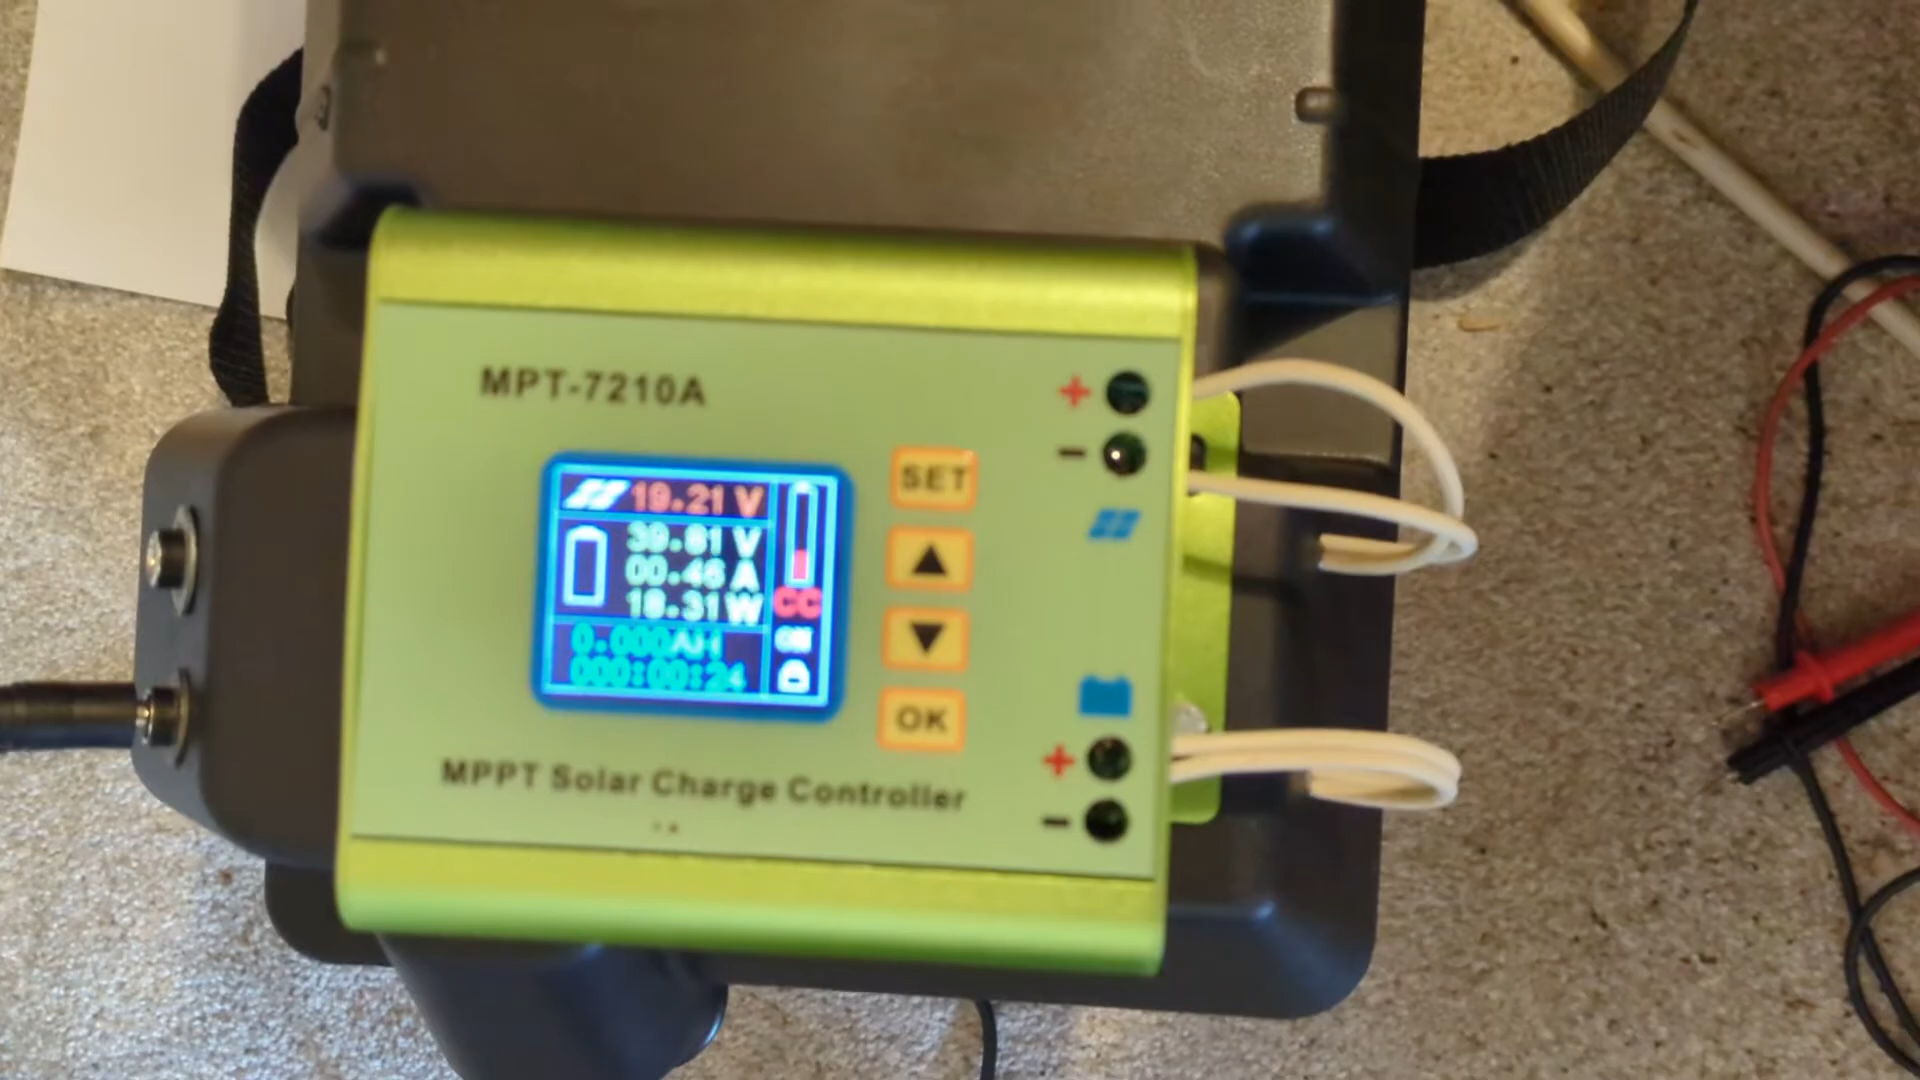 MPT-7210A
19.21 V
39.81 V
00.46 A
18.31 W
CC
0.000AH
ON
000:00:24
SET
OK
+
-
+
-
MPPT Solar Charge Controller